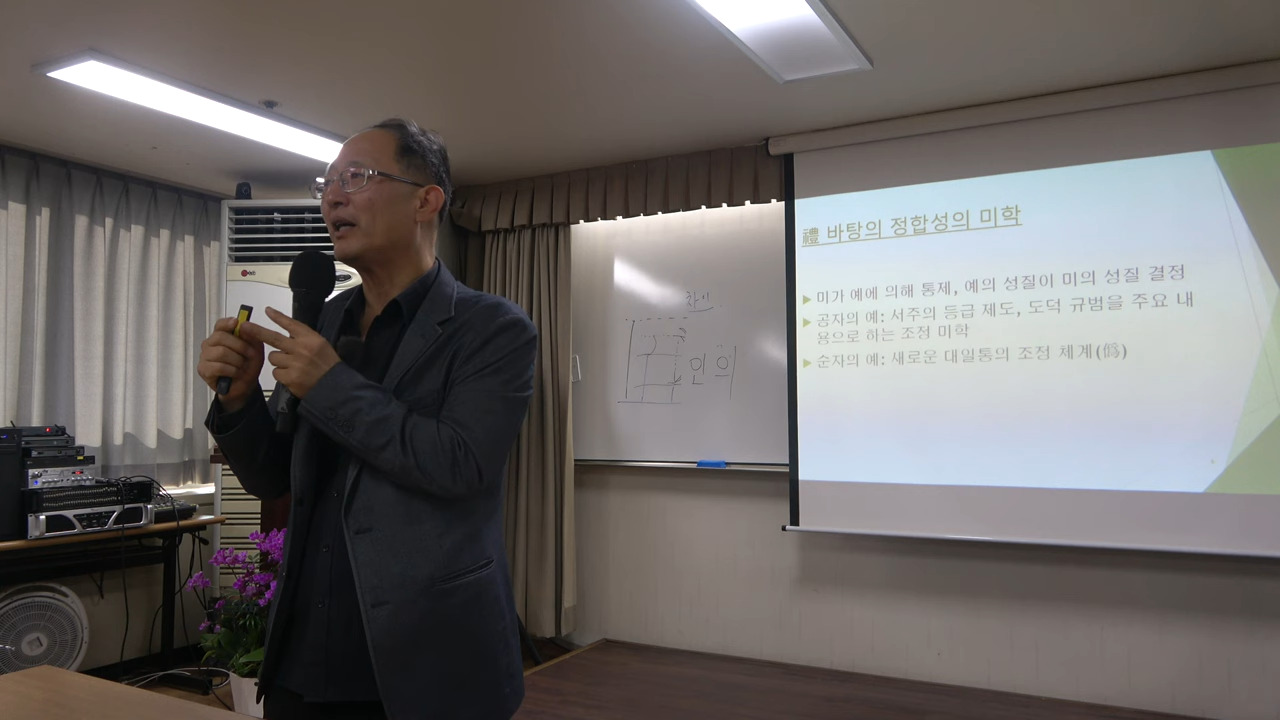 禮 바탕의 정합성의 미학
미가 예에 의해 통제, 예의 성질이 미의 성질 결정
공자의 예: 서주의 등급 제도, 도덕 규범을 주요 내
용으로 하는 조정 미학
순자의 예: 새로운 대일통의 조정 체계(僞)
인 의